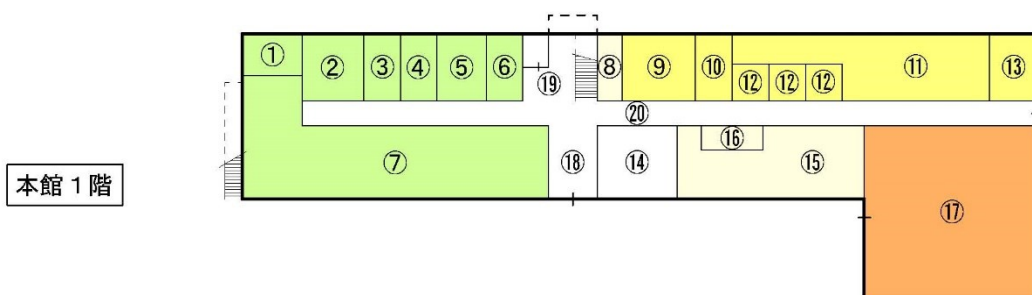 ① ② ③ ④ ⑤ ⑥ ⑲ ⑧ ⑨ ⑩ ⑫ ⑫ ⑫ ⑪ ⑬
⑳
⑦ ⑱ ⑭ ⑯ ⑮
本館1階
⑰